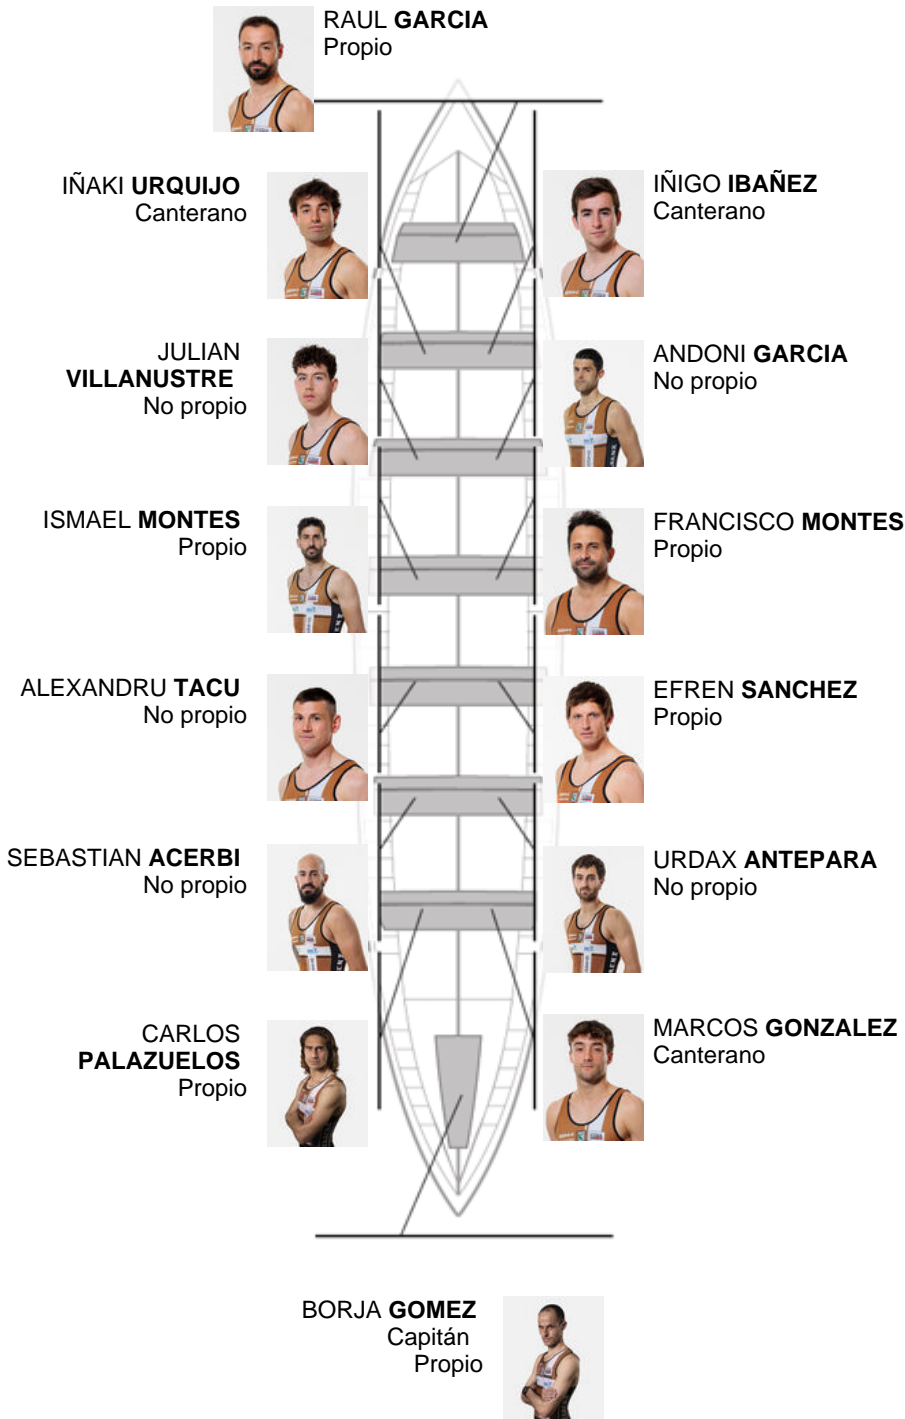 RAUL GARCIA
Propio
IÑAKI URQUIJO
Canterano
IÑIGO IBAÑEZ
Canterano
JULIAN
VILLANUSTRE
No propio
ANDONI GARCIA
No propio
ISMAEL MONTES
Propio
FRANCISCO MONTES
Propio
ALEXANDRU TACU
No propio
EFREN SANCHEZ
Propio
SEBASTIAN ACERBI
No propio
URDAX ANTEPARA
No propio
CARLOS
PALAZUELOS
Propio
MARCOS GONZALEZ
Canterano
BORJA GOMEZ
Capitán
Propio